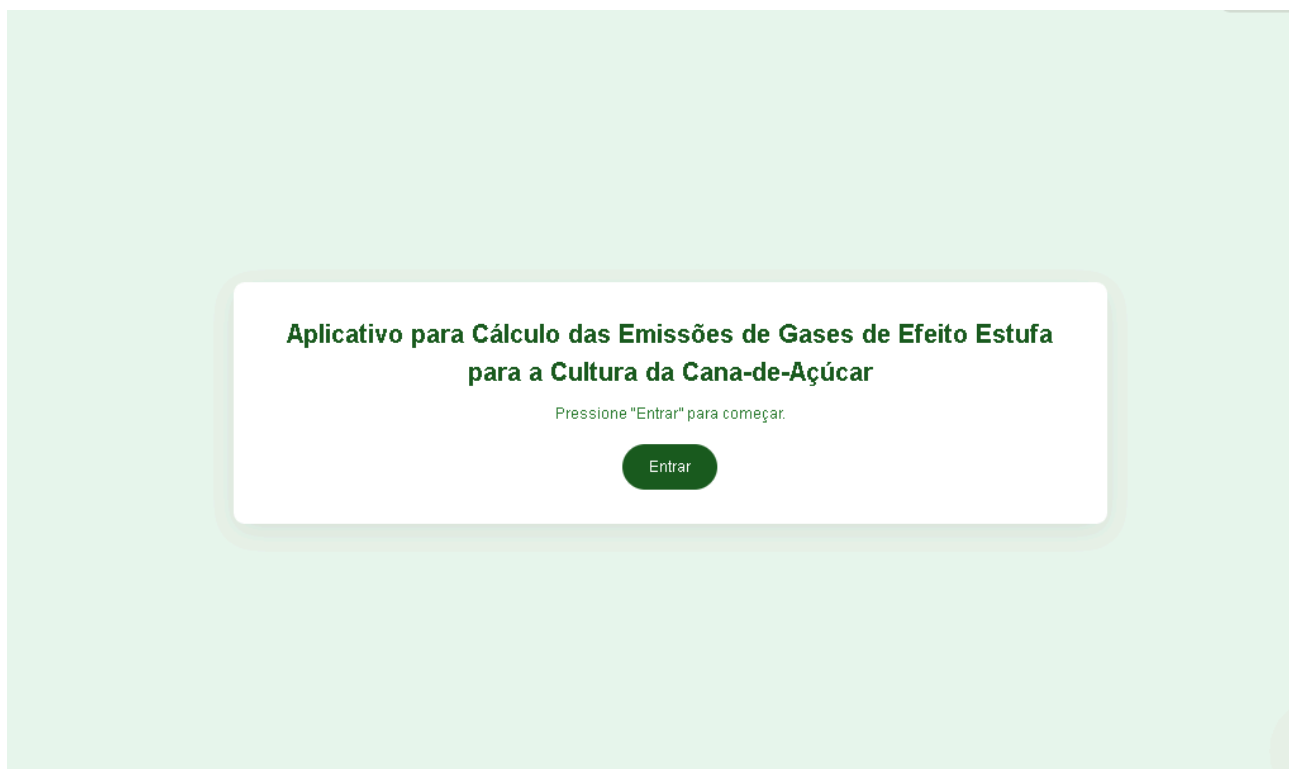 Aplicativo para Cálculo das Emissões de Gases de Efeito Estufa
para a Cultura da Cana-de-Açúcar
Pressione "Entrar" para começar.
Entrar